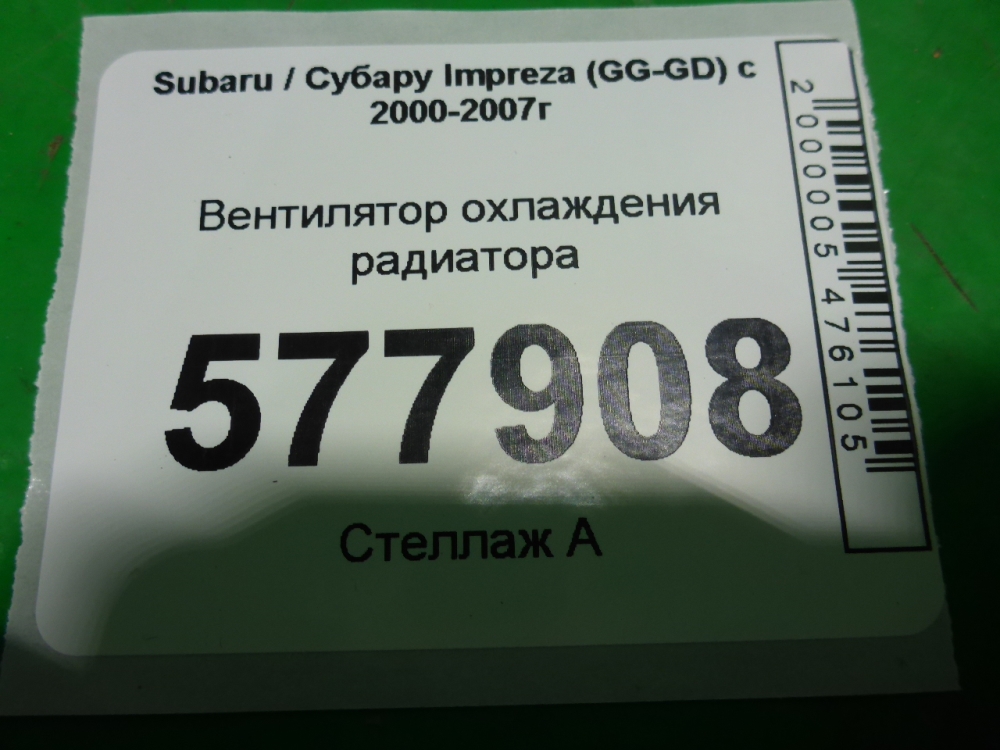 Subaru / Субару Impreza (GG-GD) с
2000-2007г
Вентилятор охлаждения
радиатора
577908
Стеллаж А
2000005476105